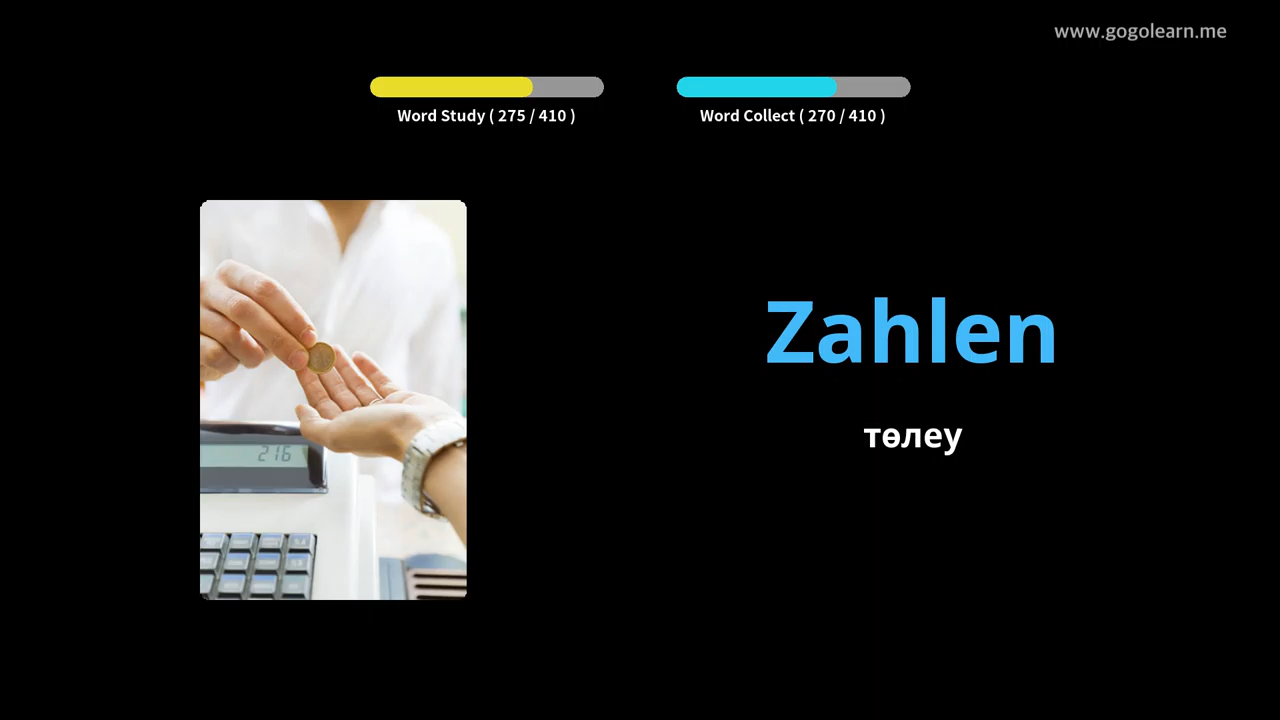 www.gogolearn.me
Word Study ( 275 / 410 )
Word Collect ( 270 / 410 )
Zahlen
төлеу
216